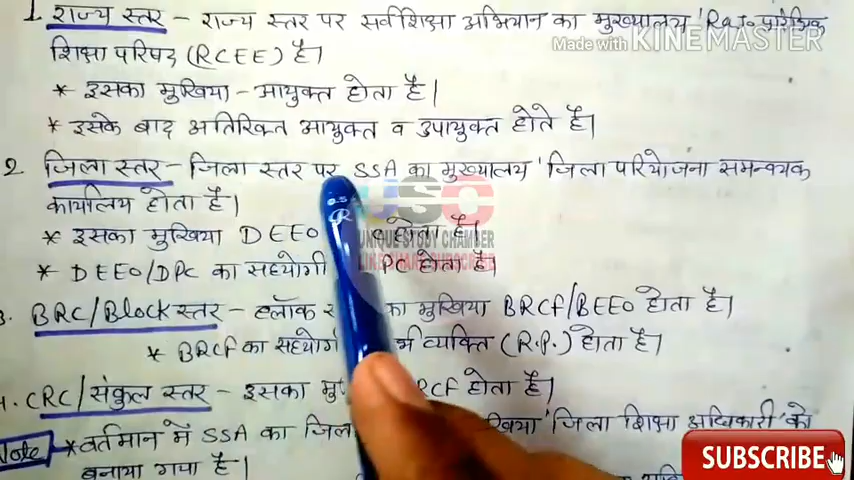 1. राज्य स्तर - राज्य स्तर पर सर्वशिक्षा अभियान का मुख्यालय 'Raj० प्रारंभिक
शिक्षा परिषद (RCEE) है।
* इसका मुखिया - आयुक्त होता है।
* इसके बाद अतिरिक्त आयुक्त व उपायुक्त होते है।
2 जिला स्तर - जिला स्तर पर SSA का मुख्यालय 'जिला परियोजना समन्वयक
कार्यालय होता है।
* इसका मुखिया DEEO होता है।
* DEEO/DPC का सहयोगी PC होता है।
3. BRC/Block स्तर - ब्लॉक का मुखिया BRCF/BEEO होता है।
* BRCF का सहयोगी व्यक्ति (R.P.) होता है।
4. CRC/संकुल स्तर - इसका RCF होता है।
Note * वर्तमान में SSA का जिला 'जिला शिक्षा अधिकारी' को
बनाया गया है।
Made with KINEMASTER
USC
UNIQUE STUDY CHAMBER
SUBSCRIBE